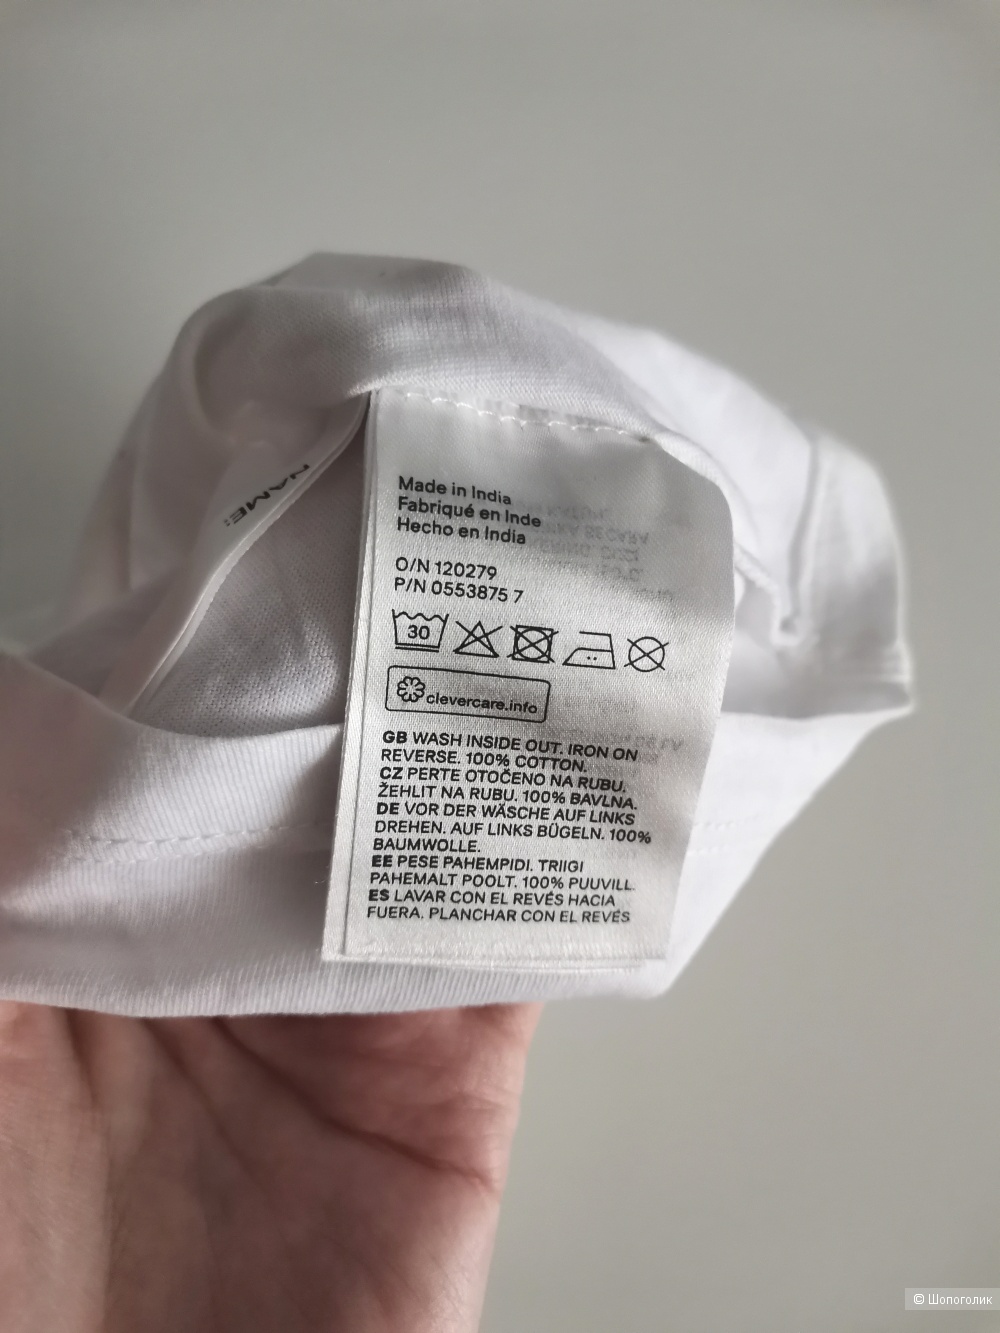 NAME:
Made in India
Fabriqué en Inde
Hecho en India
O/N 120279
P/N 0553875 7
30
clevercare.info
GB WASH INSIDE OUT. IRON ON
REVERSE. 100% COTTON.
CZ PERTE OTOČENO NA RUBU.
ŽEHLIT NA RUBU. 100% BAVLNA.
DE VOR DER WÄSCHE AUF LINKS
DREHEN. AUF LINKS BÜGELN. 100%
BAUMWOLLE.
EE PESE PAHEMPIDI. TRIIGI
PAHEMALT POOLT. 100% PUUVILL.
ES LAVAR CON EL REVÉS HACIA
FUERA. PLANCHAR CON EL REVÉS
© Шопоголик